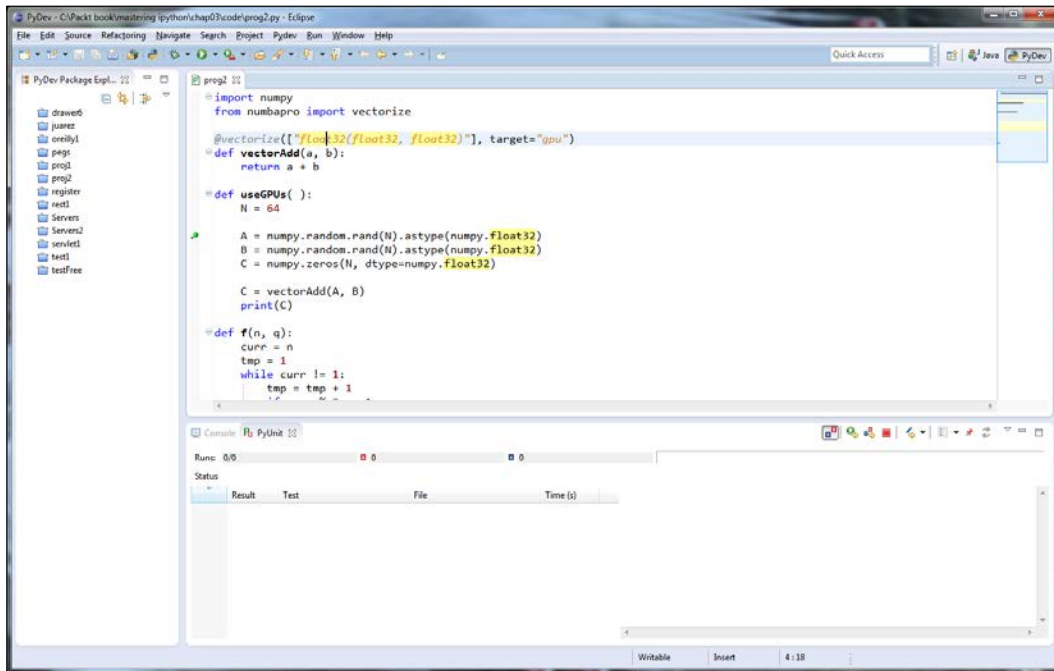 PyDev - C:\Packt book\mastering ipython\chap03\code\prog2.py - Eclipse
File Edit Source Refactoring Navigate Search Project Pydev Run Window Help
Quick Access Java PyDev
PyDev Package Expl...
drawer6
juarez
oreilly1
pegs
proj1
proj2
register
rest1
Servers
Servers2
servlet1
test1
testFree
prog2
import numpy
from numbapro import vectorize
@vectorize(["float32(float32, float32)"], target="gpu")
def vectorAdd(a, b):
return a + b
def useGPUs( ):
N = 64
A = numpy.random.rand(N).astype(numpy.float32)
B = numpy.random.rand(N).astype(numpy.float32)
C = numpy.zeros(N, dtype=numpy.float32)
C = vectorAdd(A, B)
print(C)
def f(n, q):
curr = n
tmp = 1
while curr != 1:
tmp = tmp + 1
Console PyUnit
Runs: 0/0 0 0
Status
Result Test File Time (s)
Writable Insert 4:18